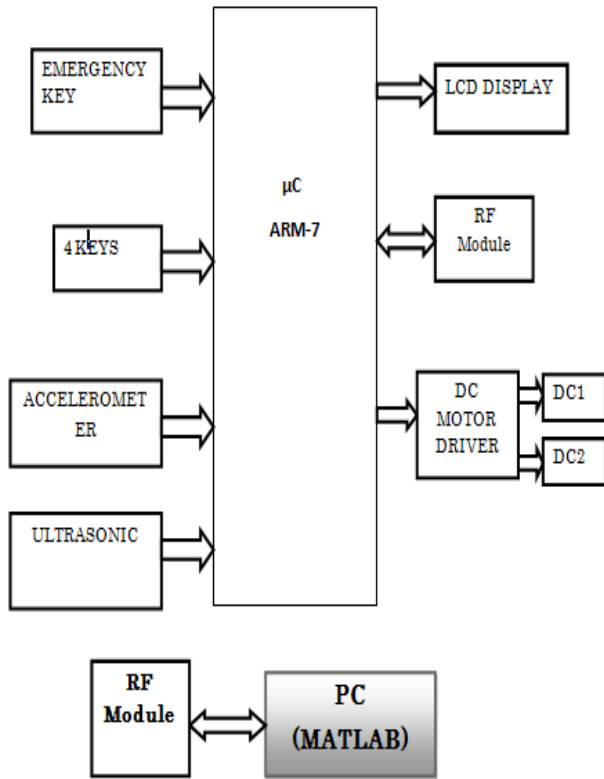 EMERGENCY
KEY
LCD DISPLAY
µC
ARM-7
4 KEYS
RF
Module
ACCELEROMET
ER
DC
MOTOR
DRIVER
DC1
DC2
ULTRASONIC
RF
Module
PC
(MATLAB)